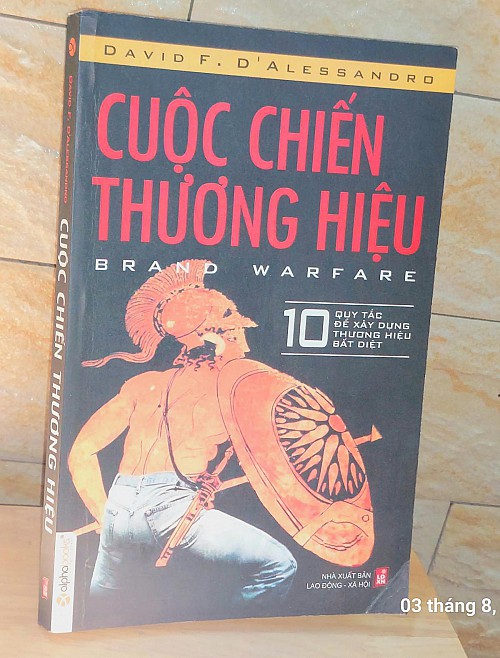 DAVID F. D'ALESSANDRO
CUỘC CHIẾN
THƯƠNG HIỆU
BRAND WARFARE
10 QUY TẮC
ĐỂ XÂY DỰNG
THƯƠNG HIỆU
BẤT DIỆT
NHÀ XUẤT BẢN
LAO ĐỘNG - XÃ HỘI
DAVID F. D'ALESSANDRO
CUỘC CHIẾN THƯƠNG HIỆU
alphabooks
03 tháng 8,